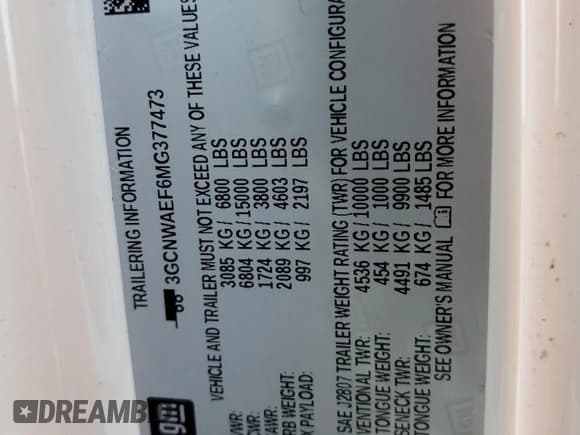 TRAILERING INFORMATION
3GCNWAEF6MG377473
VEHICLE AND TRAILER MUST NOT EXCEED ANY OF THESE VALUES
VWR: 3085 KG / 6800 LBS
CWR: 6804 KG / 15000 LBS
AWR: 1724 KG / 3800 LBS
RB WEIGHT: 2089 KG / 4603 LBS
X PAYLOAD: 997 KG / 2197 LBS
SAE J2807 TRAILER WEIGHT RATING (TWR) FOR VEHICLE CONFIGURA
VENTIONAL TWR: 4536 KG / 10000 LBS
TONGUE WEIGHT: 454 KG / 1000 LBS
SENECK TWR: 4491 KG / 9900 LBS
TONGUE WEIGHT: 674 KG / 1485 LBS
SEE OWNER'S MANUAL FOR MORE INFORMATION
gm
DREAMB